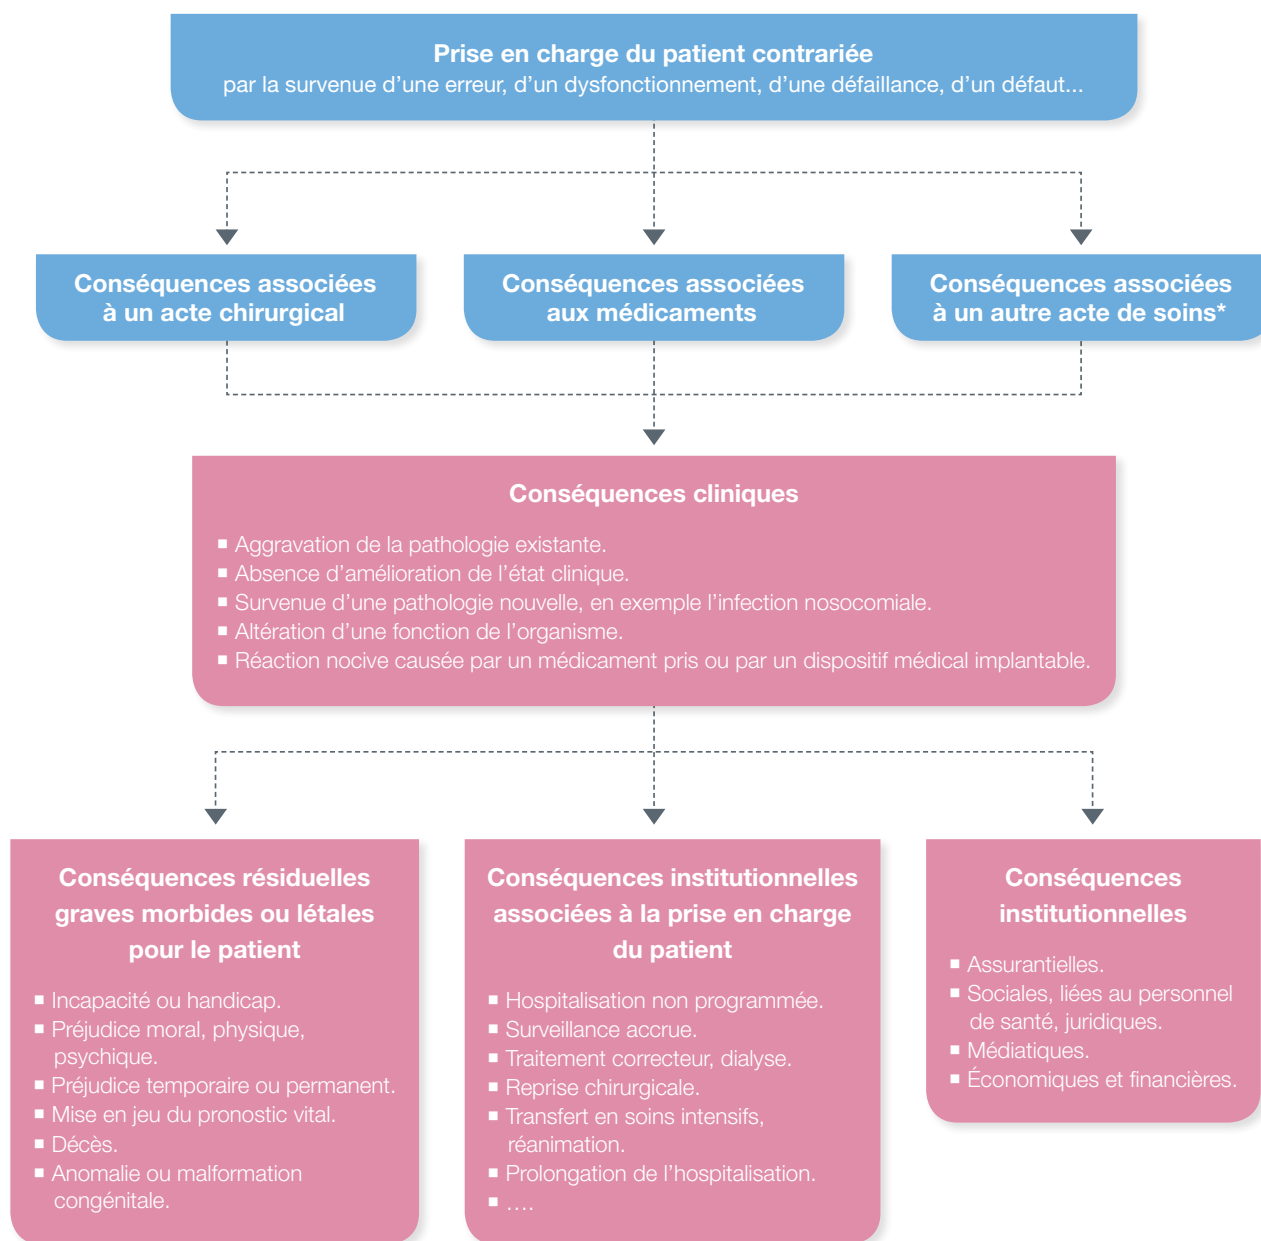 Prise en charge du patient contrariée
par la survenue d’une erreur, d’un dysfonctionnement, d’une défaillance, d’un défaut...
Conséquences associées
à un acte chirurgical
Conséquences associées
aux médicaments
Conséquences associées
à un autre acte de soins*
Conséquences cliniques
■ Aggravation de la pathologie existante.
■ Absence d’amélioration de l’état clinique.
■ Survenue d’une pathologie nouvelle, en exemple l’infection nosocomiale.
■ Altération d’une fonction de l’organisme.
■ Réaction nocive causée par un médicament pris ou par un dispositif médical implantable.
Conséquences résiduelles
graves morbides ou létales
pour le patient
■ Incapacité ou handicap.
■ Préjudice moral, physique,
psychique.
■ Préjudice temporaire ou permanent.
■ Mise en jeu du pronostic vital.
■ Décès.
■ Anomalie ou malformation
congénitale.
Conséquences institutionnelles
associées à la prise en charge
du patient
■ Hospitalisation non programmée.
■ Surveillance accrue.
■ Traitement correcteur, dialyse.
■ Reprise chirurgicale.
■ Transfert en soins intensifs,
réanimation.
■ Prolongation de l’hospitalisation.
■ ….
Conséquences
institutionnelles
■ Assurantielles.
■ Sociales, liées au personnel
de santé, juridiques.
■ Médiatiques.
■ Économiques et financières.